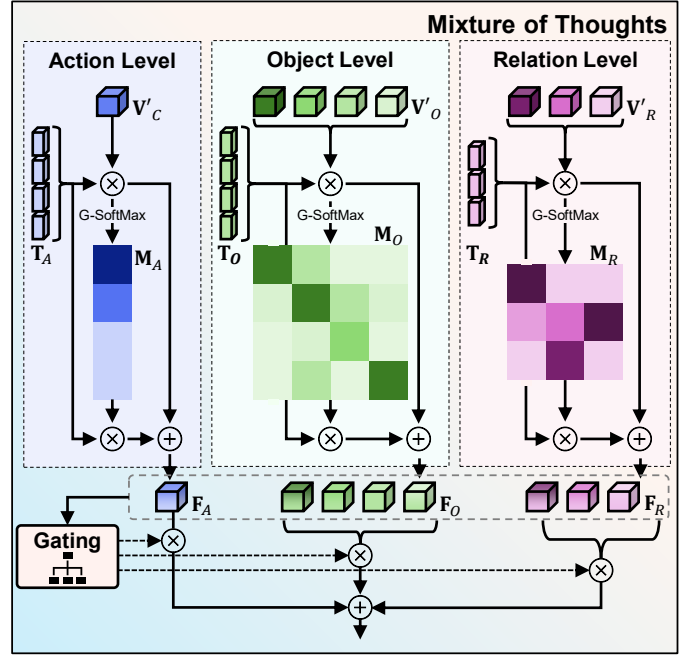 Mixture of Thoughts
Action Level
Object Level
Relation Level
V'C
V'O
V'R
G-SoftMax
G-SoftMax
G-SoftMax
TA
MA
TO
MO
TR
MR
FA
FO
FR
Gating